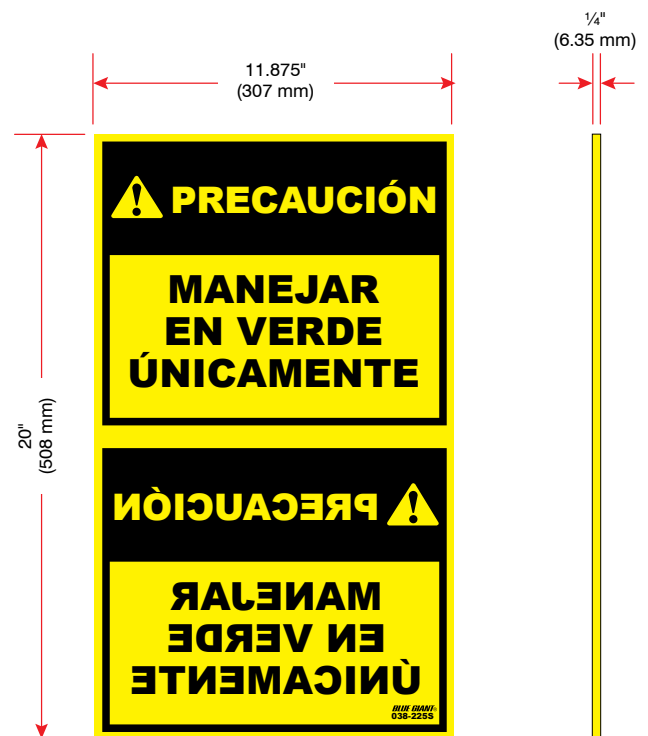 1/4"
(6.35 mm)
11.875"
(307 mm)
20"
(508 mm)
PRECAUCIÓN
MANEJAR
EN VERDE
ÚNICAMENTE
PRECAUCIÓN
MANEJAR
EN VERDE
ÚNICAMENTE
BLUE GIANT®
038-225S